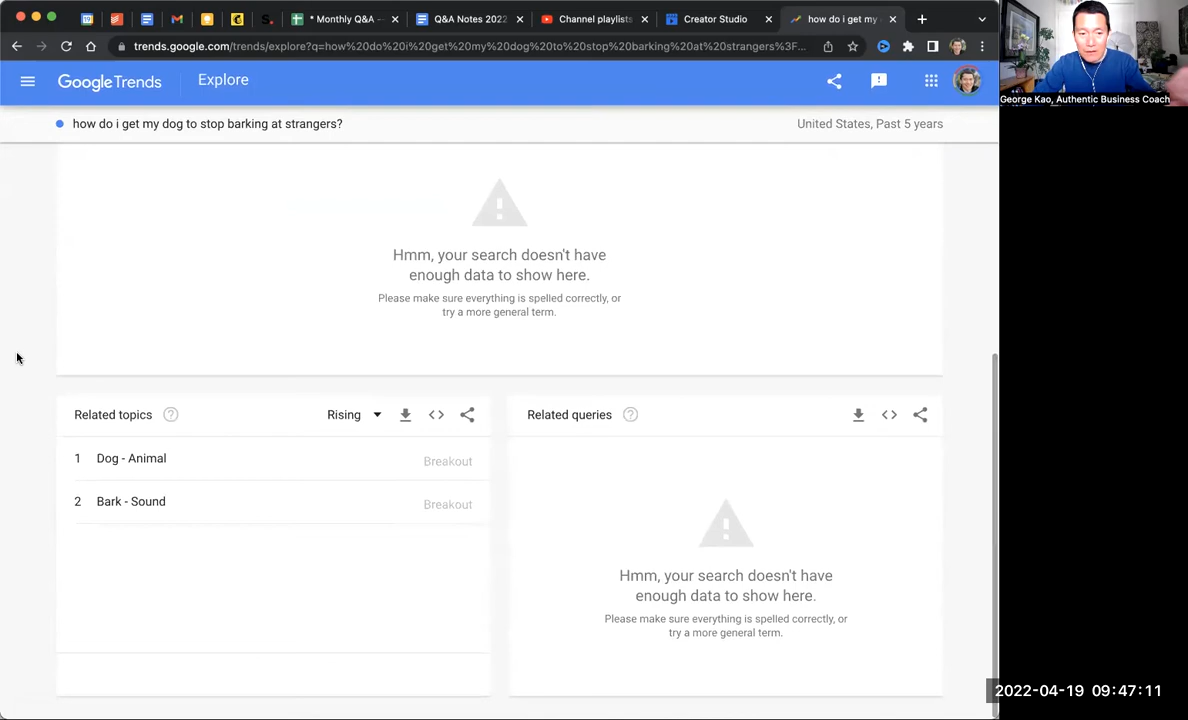 * Monthly Q&A —
Q&A Notes 2022
Channel playlists
Creator Studio
how do i get my
trends.google.com/trends/explore?q=how%20do%20i%20get%20my%20dog%20to%20stop%20barking%20at%20strangers%3F...
Google Trends
Explore
George Kao, Authentic Business Coach
how do i get my dog to stop barking at strangers?
United States, Past 5 years
Hmm, your search doesn't have
enough data to show here.
Please make sure everything is spelled correctly, or
try a more general term.
Related topics
Rising
1 Dog - Animal
Breakout
2 Bark - Sound
Breakout
Related queries
Hmm, your search doesn't have
enough data to show here.
Please make sure everything is spelled correctly, or
try a more general term.
2022-04-19 09:47:11